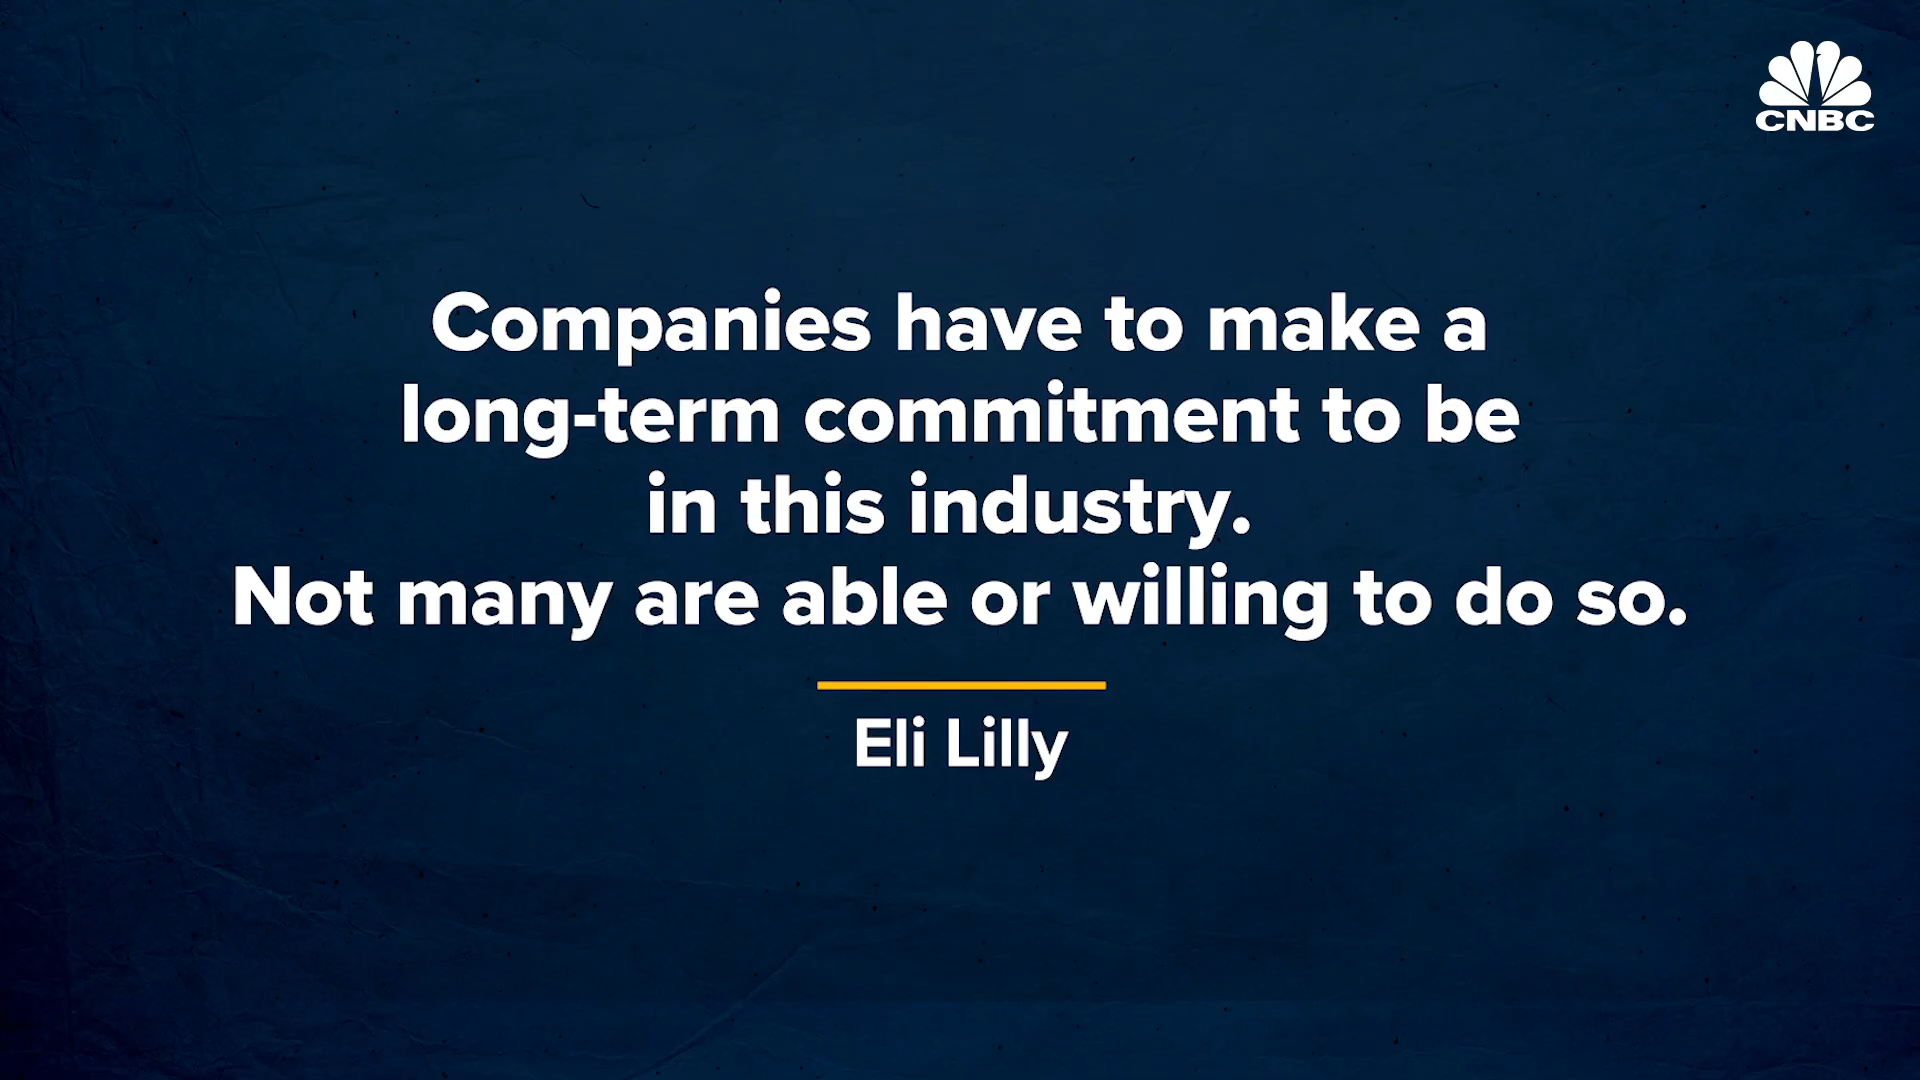 CNBC
Companies have to make a
long-term commitment to be
in this industry.
Not many are able or willing to do so.
Eli Lilly